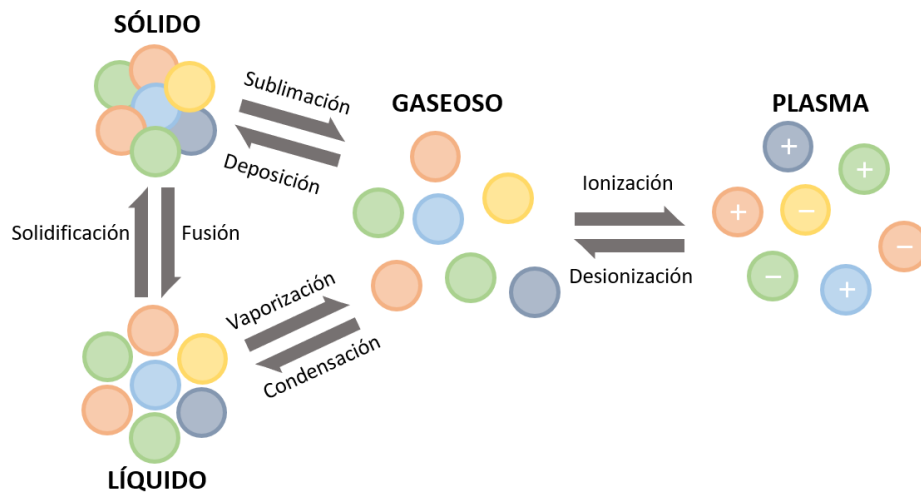 SÓLIDO
Sublimación
GASEOSO
PLASMA
Deposición
Ionización
Solidificación
Fusión
Desionización
Vaporización
Condensación
LÍQUIDO
+
+
+
−
−
−
+